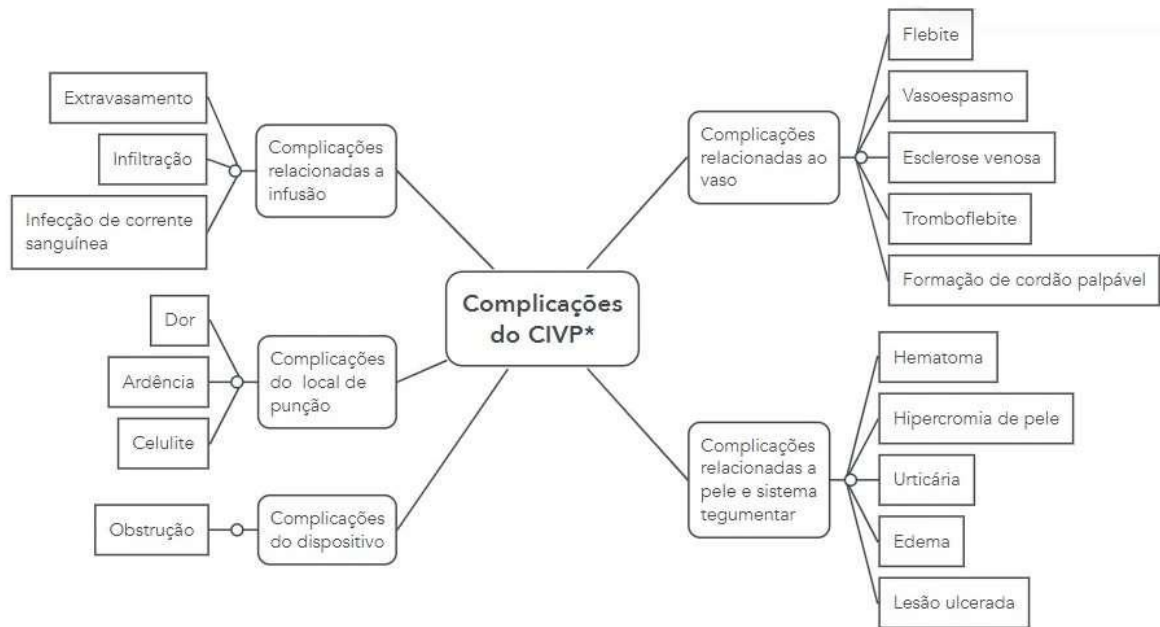 Complicações
do CIVP*
Complicações
relacionadas a
infusão
Extravasamento
Infiltração
Infecção de corrente
sanguínea
Complicações
do local de
punção
Dor
Ardência
Celulite
Complicações
do dispositivo
Obstrução
Complicações
relacionadas ao
vaso
Flebite
Vasoespasmo
Esclerose venosa
Tromboflebite
Formação de cordão palpável
Complicações
relacionadas a
pele e sistema
tegumentar
Hematoma
Hipercromia de pele
Urticária
Edema
Lesão ulcerada